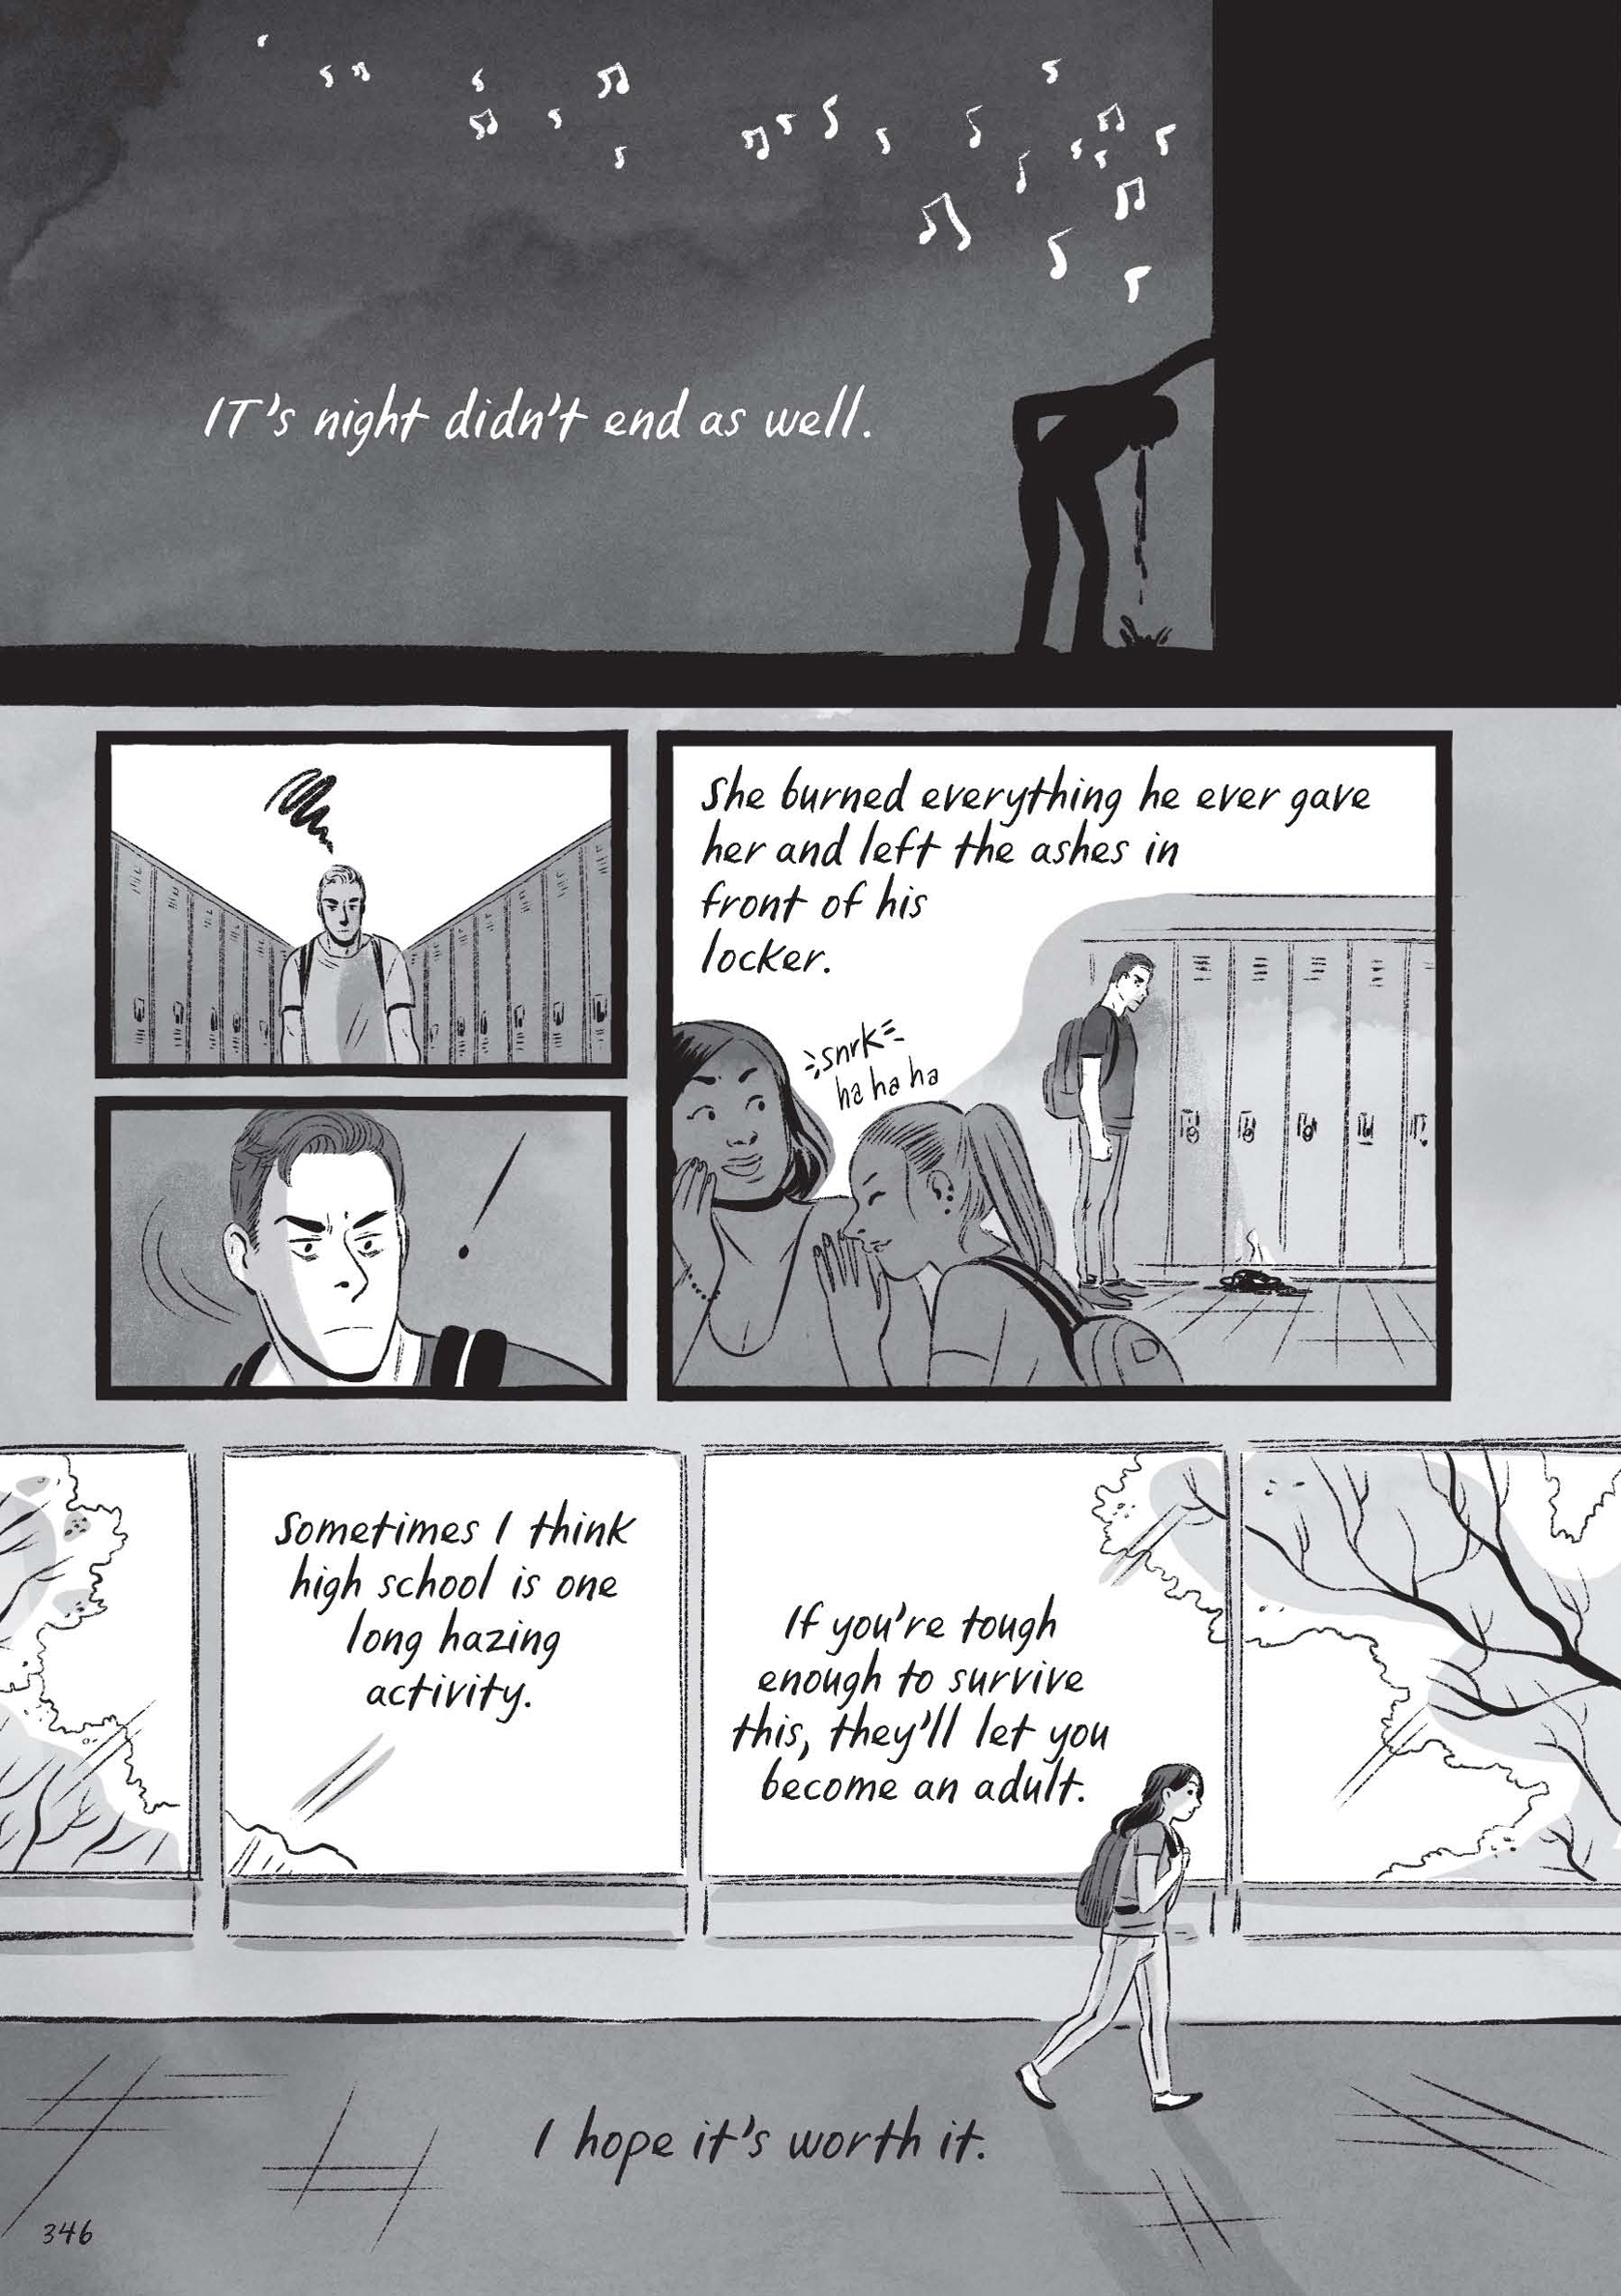 IT's night didn't end as well.
She burned everything he ever gave
her and left the ashes in
front of his
locker.
snrk
ha ha ha
Sometimes I think
high school is one
long hazing
activity.
If you're tough
enough to survive
this, they'll let you
become an adult.
I hope it's worth it.
346